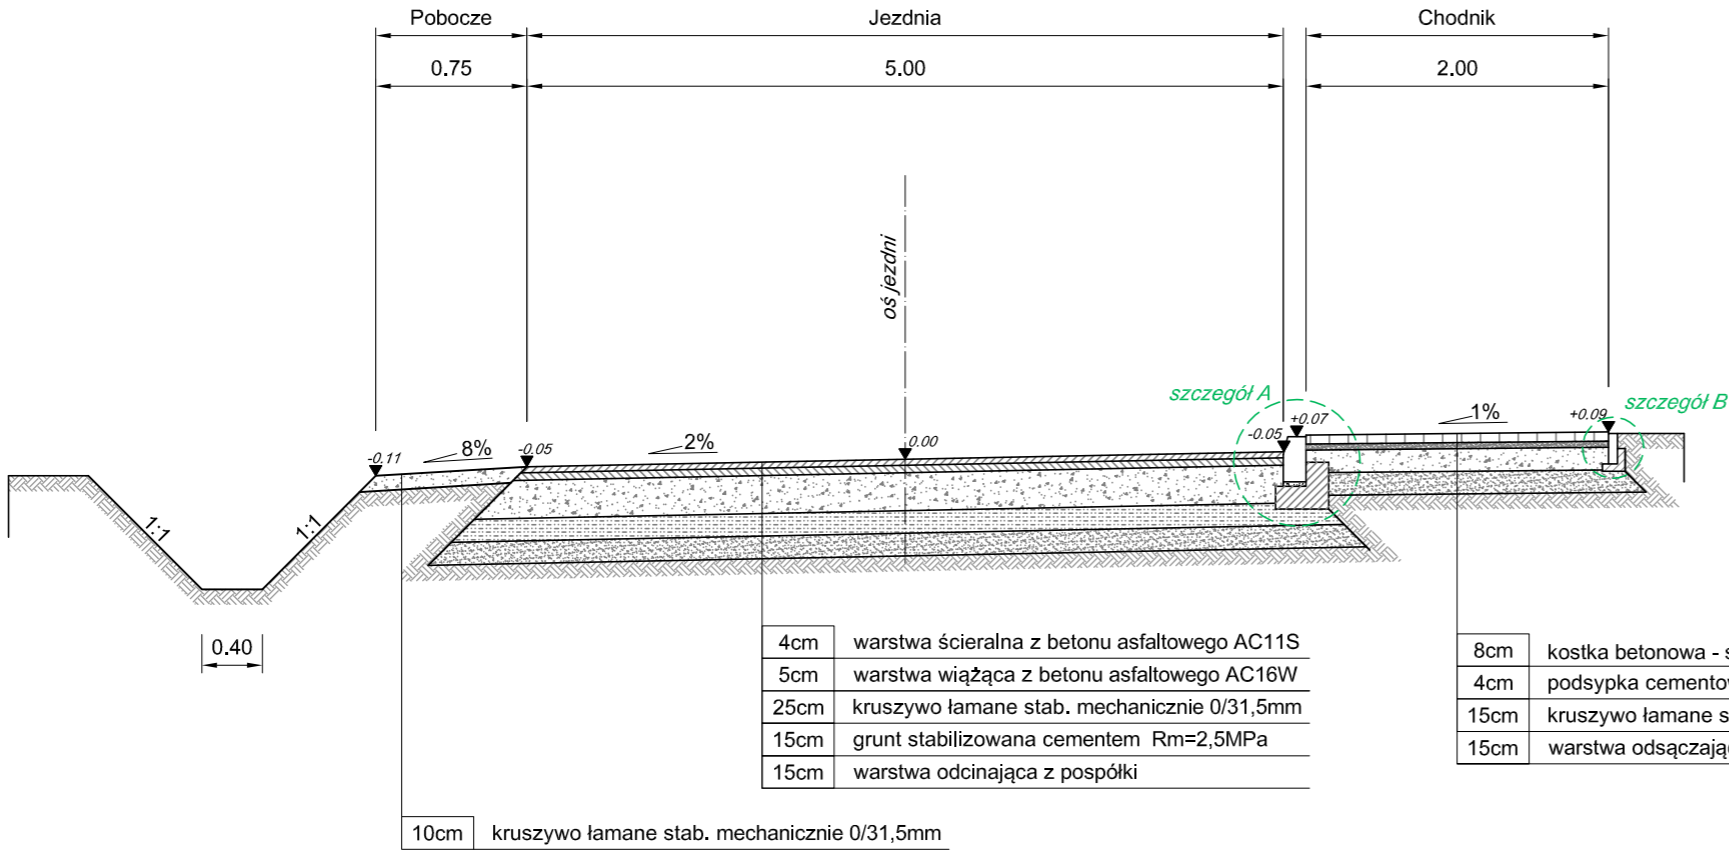 Pobocze Jezdnia Chodnik
0.75 5.00 2.00
oś jezdni
szczegół A
szczegół B
-0.11 8% -0.05 2% 0.00 -0.05 +0.07 1% +0.09
1:1 1:1
0.40
4cm warstwa ścieralna z betonu asfaltowego AC11S
5cm warstwa wiążąca z betonu asfaltowego AC16W
25cm kruszywo łamane stab. mechanicznie 0/31,5mm
15cm grunt stabilizowana cementem Rm=2,5MPa
15cm warstwa odcinająca z pospółki
8cm kostka betonowa -
4cm podsypka
15cm kruszywo łamane
15cm warstwa
10cm kruszywo łamane stab. mechanicznie 0/31,5mm